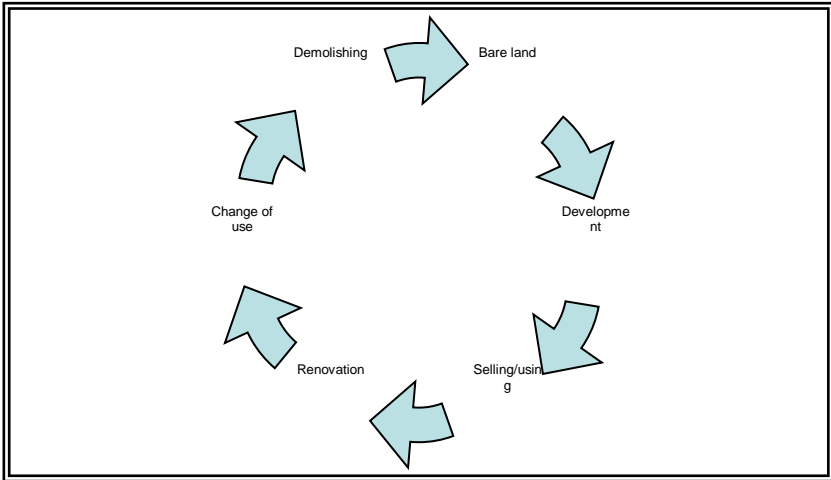 Demolishing
Bare land
Developme
nt
Selling/usin
g
Renovation
Change of
use